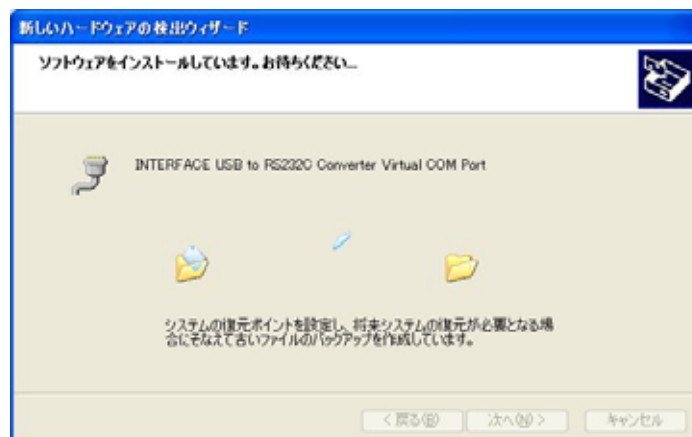 新しいハードウェアの検出ウィザード
ソフトウェアをインストールしています。お待ちください...
INTERFACE USB to RS232C Converter Virtual COM Port
システムの復元ポイントを設定し、将来システムの復元が必要となる場
合にそなえて古いファイルのバックアップを作成しています。
< 戻る(B) 次へ(N) > キャンセル